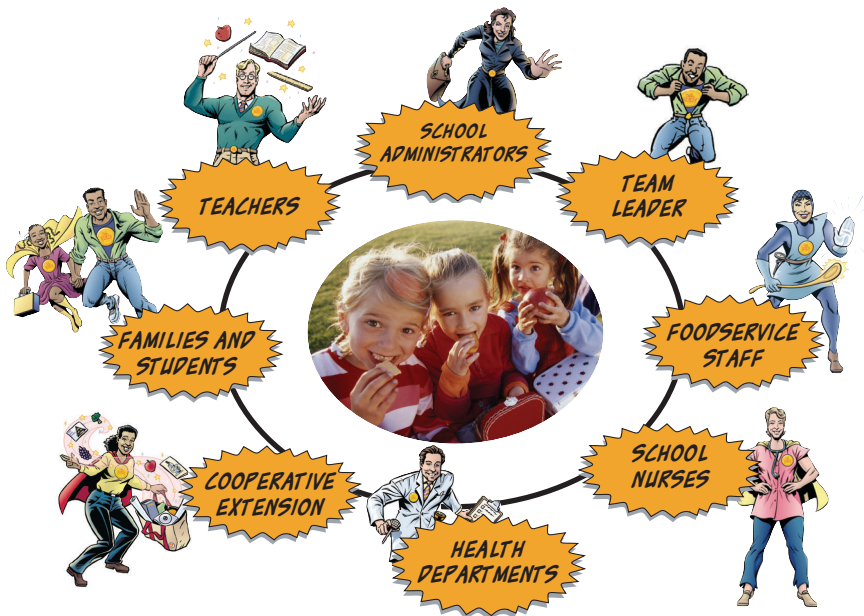 SCHOOL
ADMINISTRATORS
TEAM
LEADER
FOODSERVICE
STAFF
SCHOOL
NURSES
HEALTH
DEPARTMENTS
COOPERATIVE
EXTENSION
FAMILIES AND
STUDENTS
TEACHERS